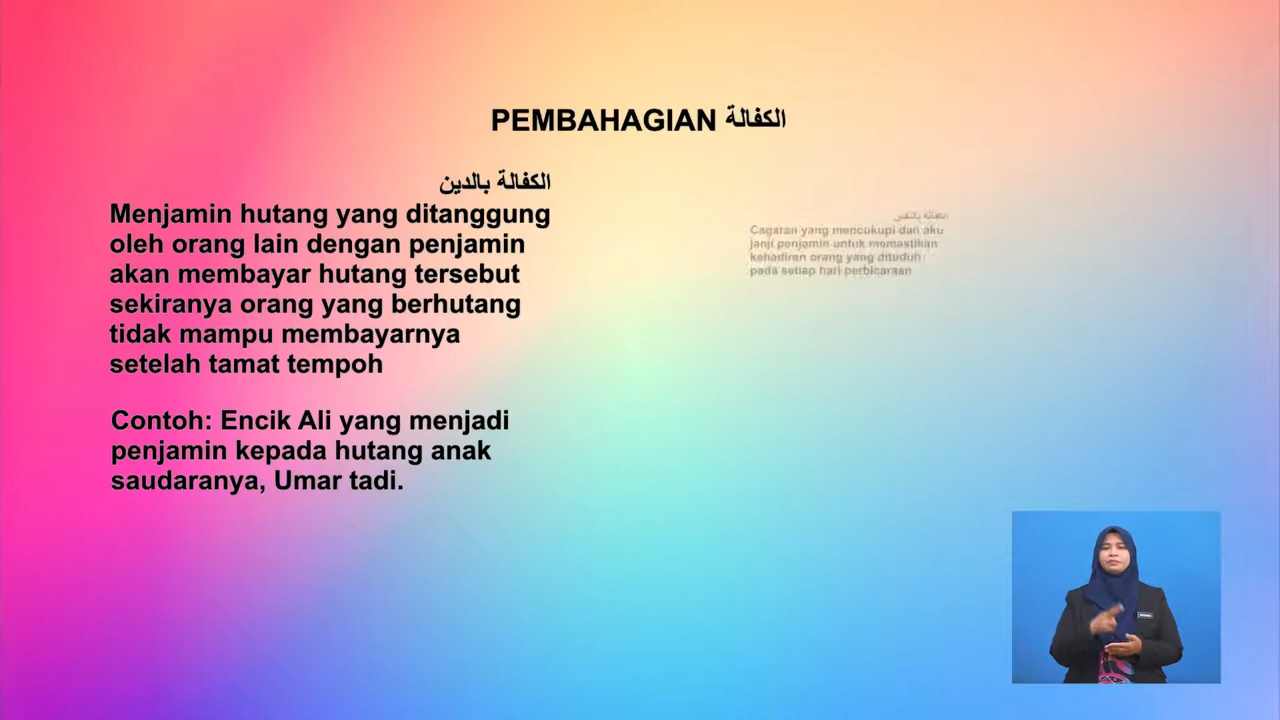 PEMBAHAGIAN الكفالة
الكفالة بالدين
Menjamin hutang yang ditanggung
oleh orang lain dengan penjamin
akan membayar hutang tersebut
sekiranya orang yang berhutang
tidak mampu membayarnya
setelah tamat tempoh
Contoh: Encik Ali yang menjadi
penjamin kepada hutang anak
saudaranya, Umar tadi.
الكفالة بالنفس
Cagaran yang mencukupi dari aku
janji penjamin untuk memastikan
kehadiran orang yang dituduh
pada setiap hari perbicaraan